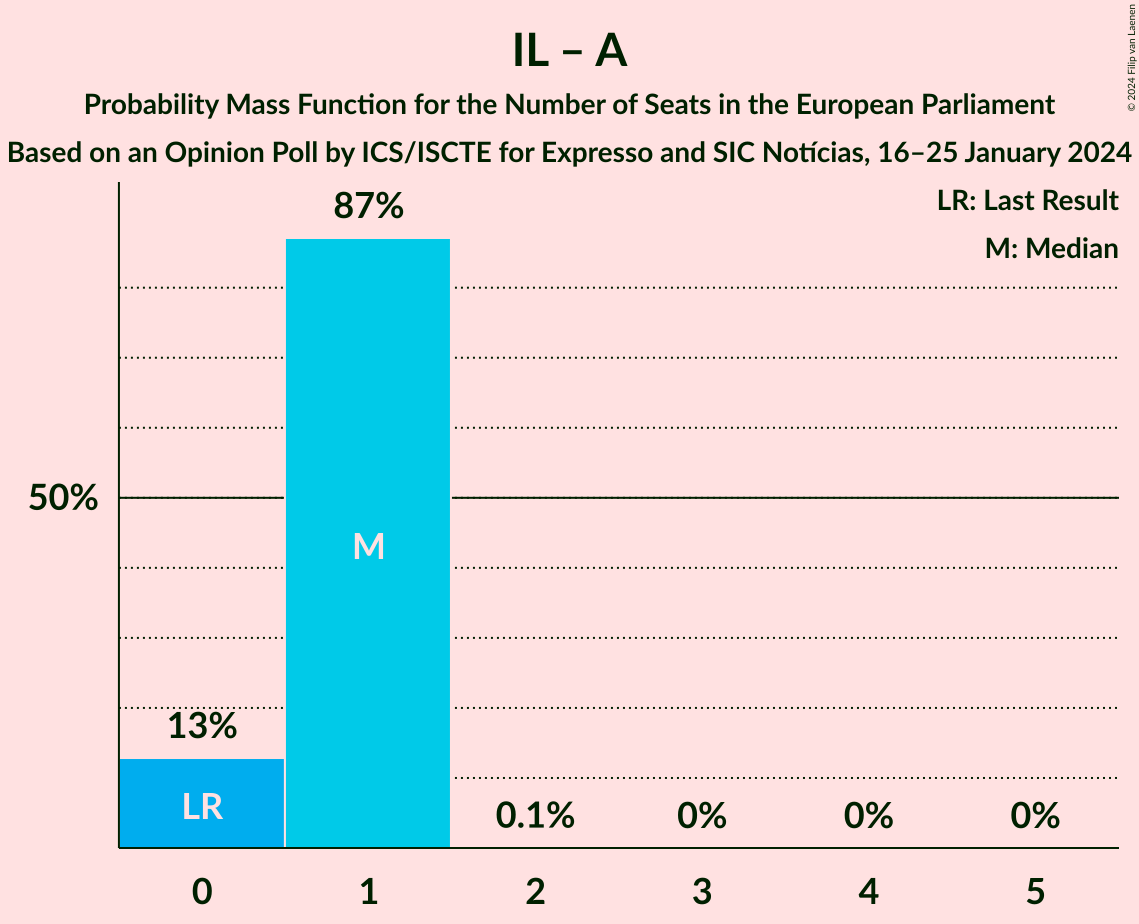 IL – A
Probability Mass Function for the Number of Seats in the European Parliament
Based on an Opinion Poll by ICS/ISCTE for Expresso and SIC Notícias, 16–25 January 2024
© 2024 Filip van Laenen
LR: Last Result
M: Median
87%
50%
M
13%
LR
0.1%
0%
0%
0%
0
1
2
3
4
5